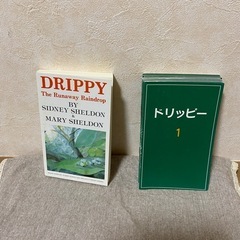 DRIPPY
The Runaway Raindrop
BY
SIDNEY SHELDON
MARY SHELDON
ドリッピー
1